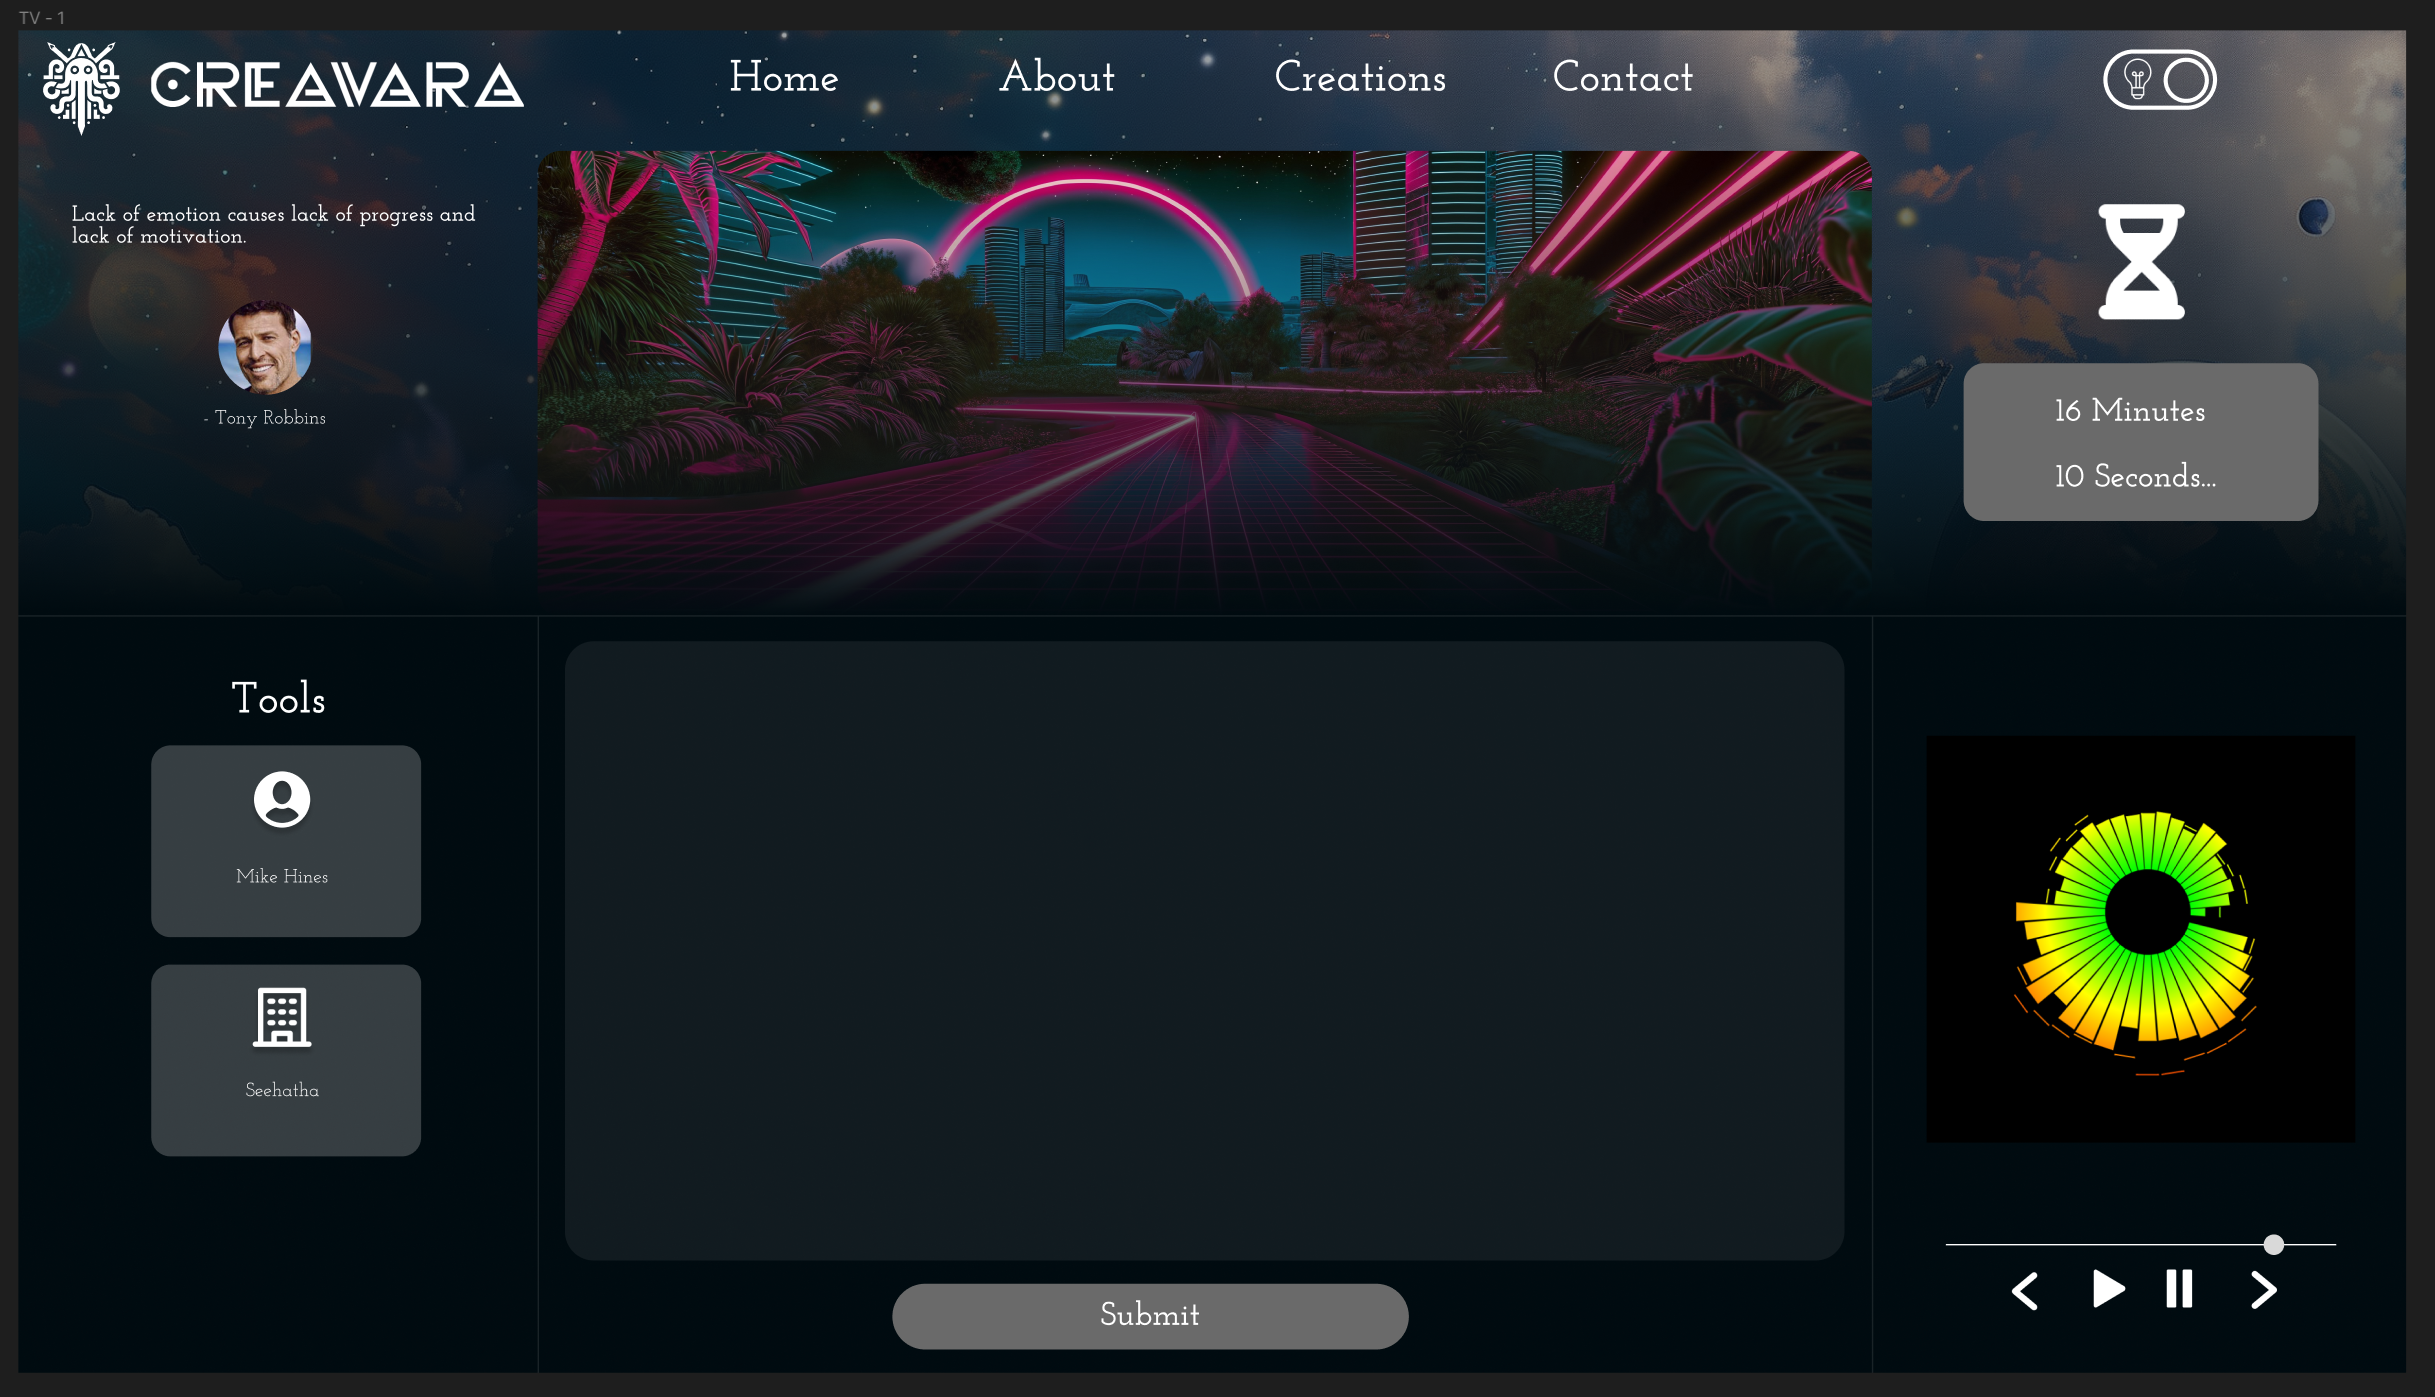 TV - 1
CREAWARA
Home
About
Creations
Contact
Lack of emotion causes lack of progress and
lack of motivation.
- Tony Robbins
16 Minutes
10 Seconds...
Tools
Mike Hines
Seehatha
Submit